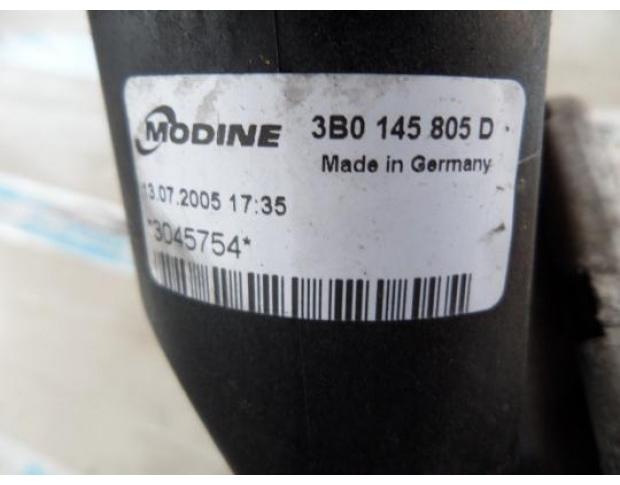 MODINE 3B0 145 805 D
Made in Germany
13.07.2005 17:35
*3045754*